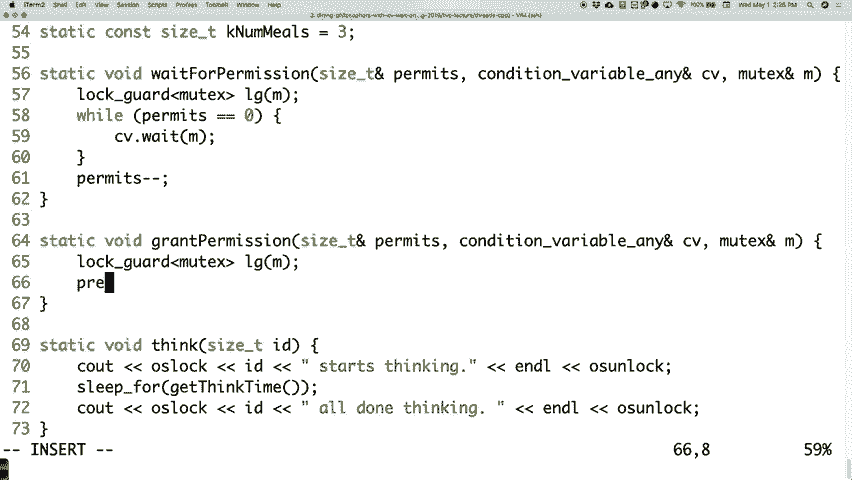 iTerm2 Shell Edit View Session Scripts Profiles Toolbelt Window Help 100% Wed May 1 2:26 PM
54 static const size_t kNumMeals = 3;
55
56 static void waitForPermission(size_t& permits, condition_variable_any& cv, mutex& m) {
57     lock_guard<mutex> lg(m);
58     while (permits == 0) {
59         cv.wait(m);
60     }
61     permits--;
62 }
63
64 static void grantPermission(size_t& permits, condition_variable_any& cv, mutex& m) {
65     lock_guard<mutex> lg(m);
66     pre
67 }
68
69 static void think(size_t id) {
70     cout << oslock << id << " starts thinking." << endl << osunlock;
71     sleep_for(getThinkTime());
72     cout << oslock << id << " all done thinking. " << endl << osunlock;
73 }
-- INSERT -- 66,8 59%